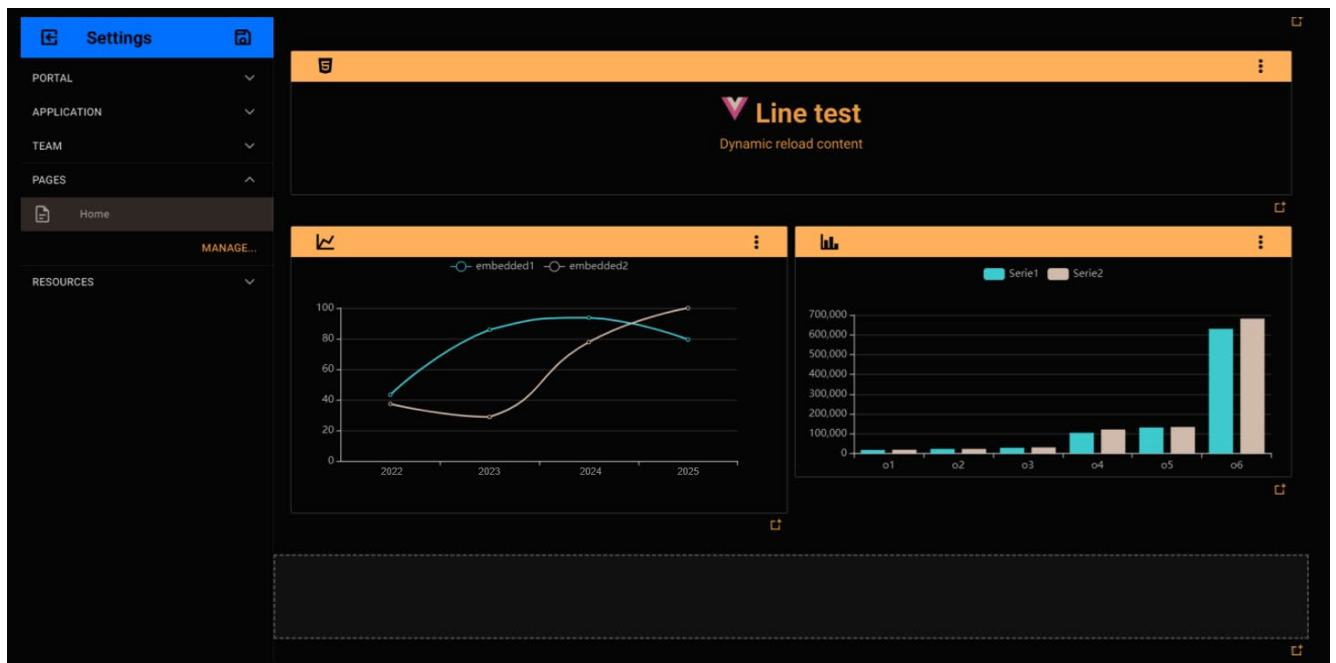 Settings
PORTAL
APPLICATION
TEAM
PAGES
Home
MANAGE...
RESOURCES
Line test
Dynamic reload content
embedded1 embedded2
100
80
60
40
20
0
2022 2023 2024 2025
Serie1 Serie2
700,000
600,000
500,000
400,000
300,000
200,000
100,000
0
o1 o2 o3 o4 o5 o6